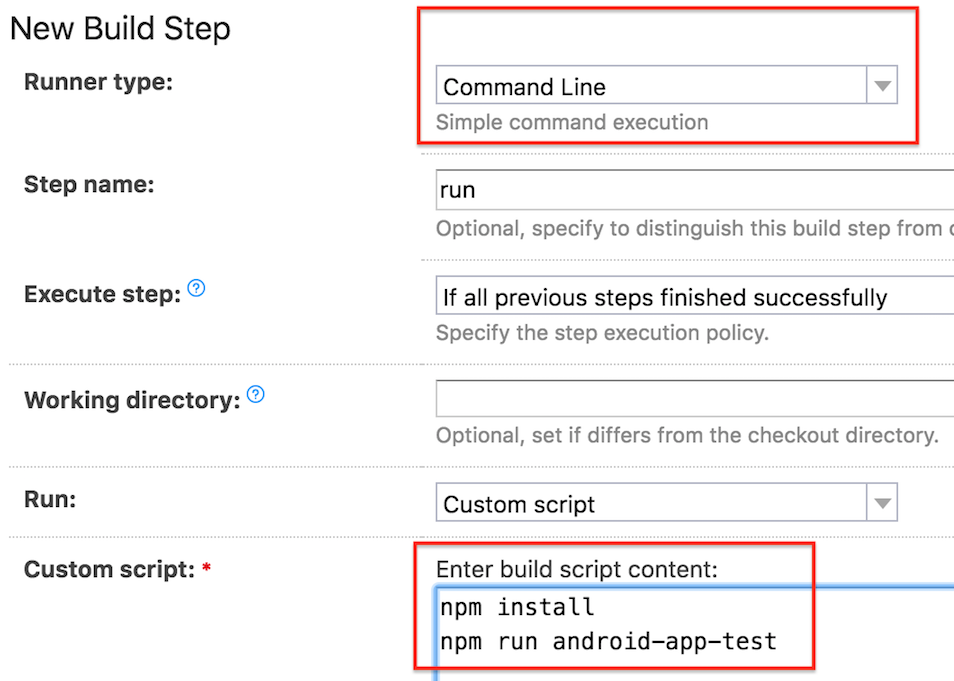 New Build Step
Runner type:
Command Line
Simple command execution
Step name:
run
Optional, specify to distinguish this build step from
Execute step: ?
If all previous steps finished successfully
Specify the step execution policy.
Working directory: ?
Optional, set if differs from the checkout directory.
Run:
Custom script
Custom script: *
Enter build script content:
npm install
npm run android-app-test